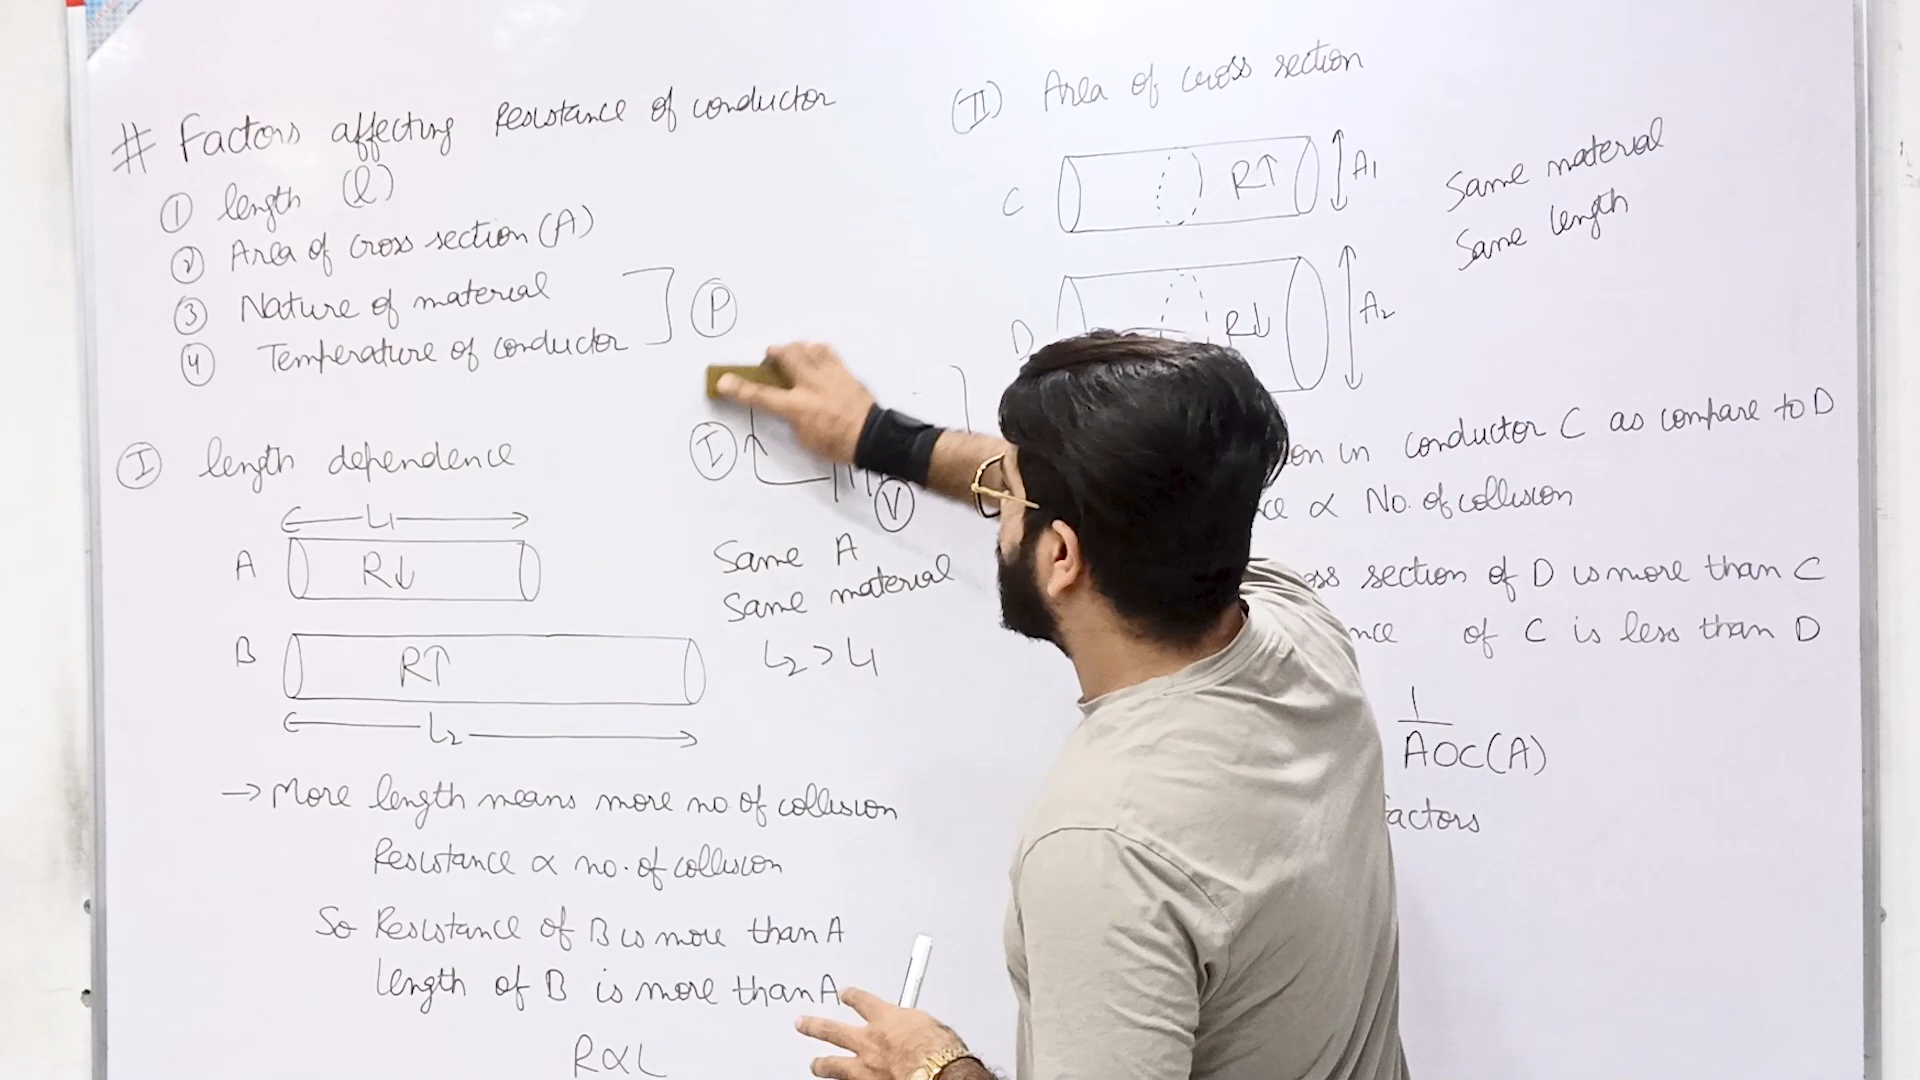 # Factors affecting Resistance of conductor
① length (l)
② Area of Cross section (A)
③ Nature of material
④ Temperature of conductor
P
Ⓘ length dependence
L₁
A R↓
B R↑
L₂
I
V
Same A
Same material
L₂ > L₁
→ More length means more no. of collision
Resistance ∝ no. of collision
So Resistance of B is more than A
length of B is more than A
R∝L
(II) Area of cross section
C R↑ A₁
D R↓ A₂
Same material
Same length
in conductor C as compare to D
∝ No. of collision
section of D is more than C
of C is less than D
1
AOC(A)